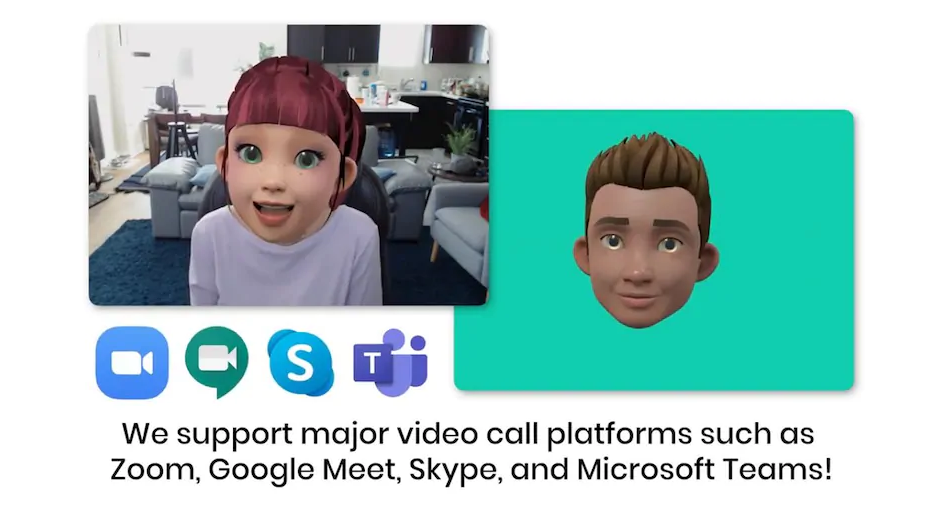 S
T
We support major video call platforms such as
Zoom, Google Meet, Skype, and Microsoft Teams!